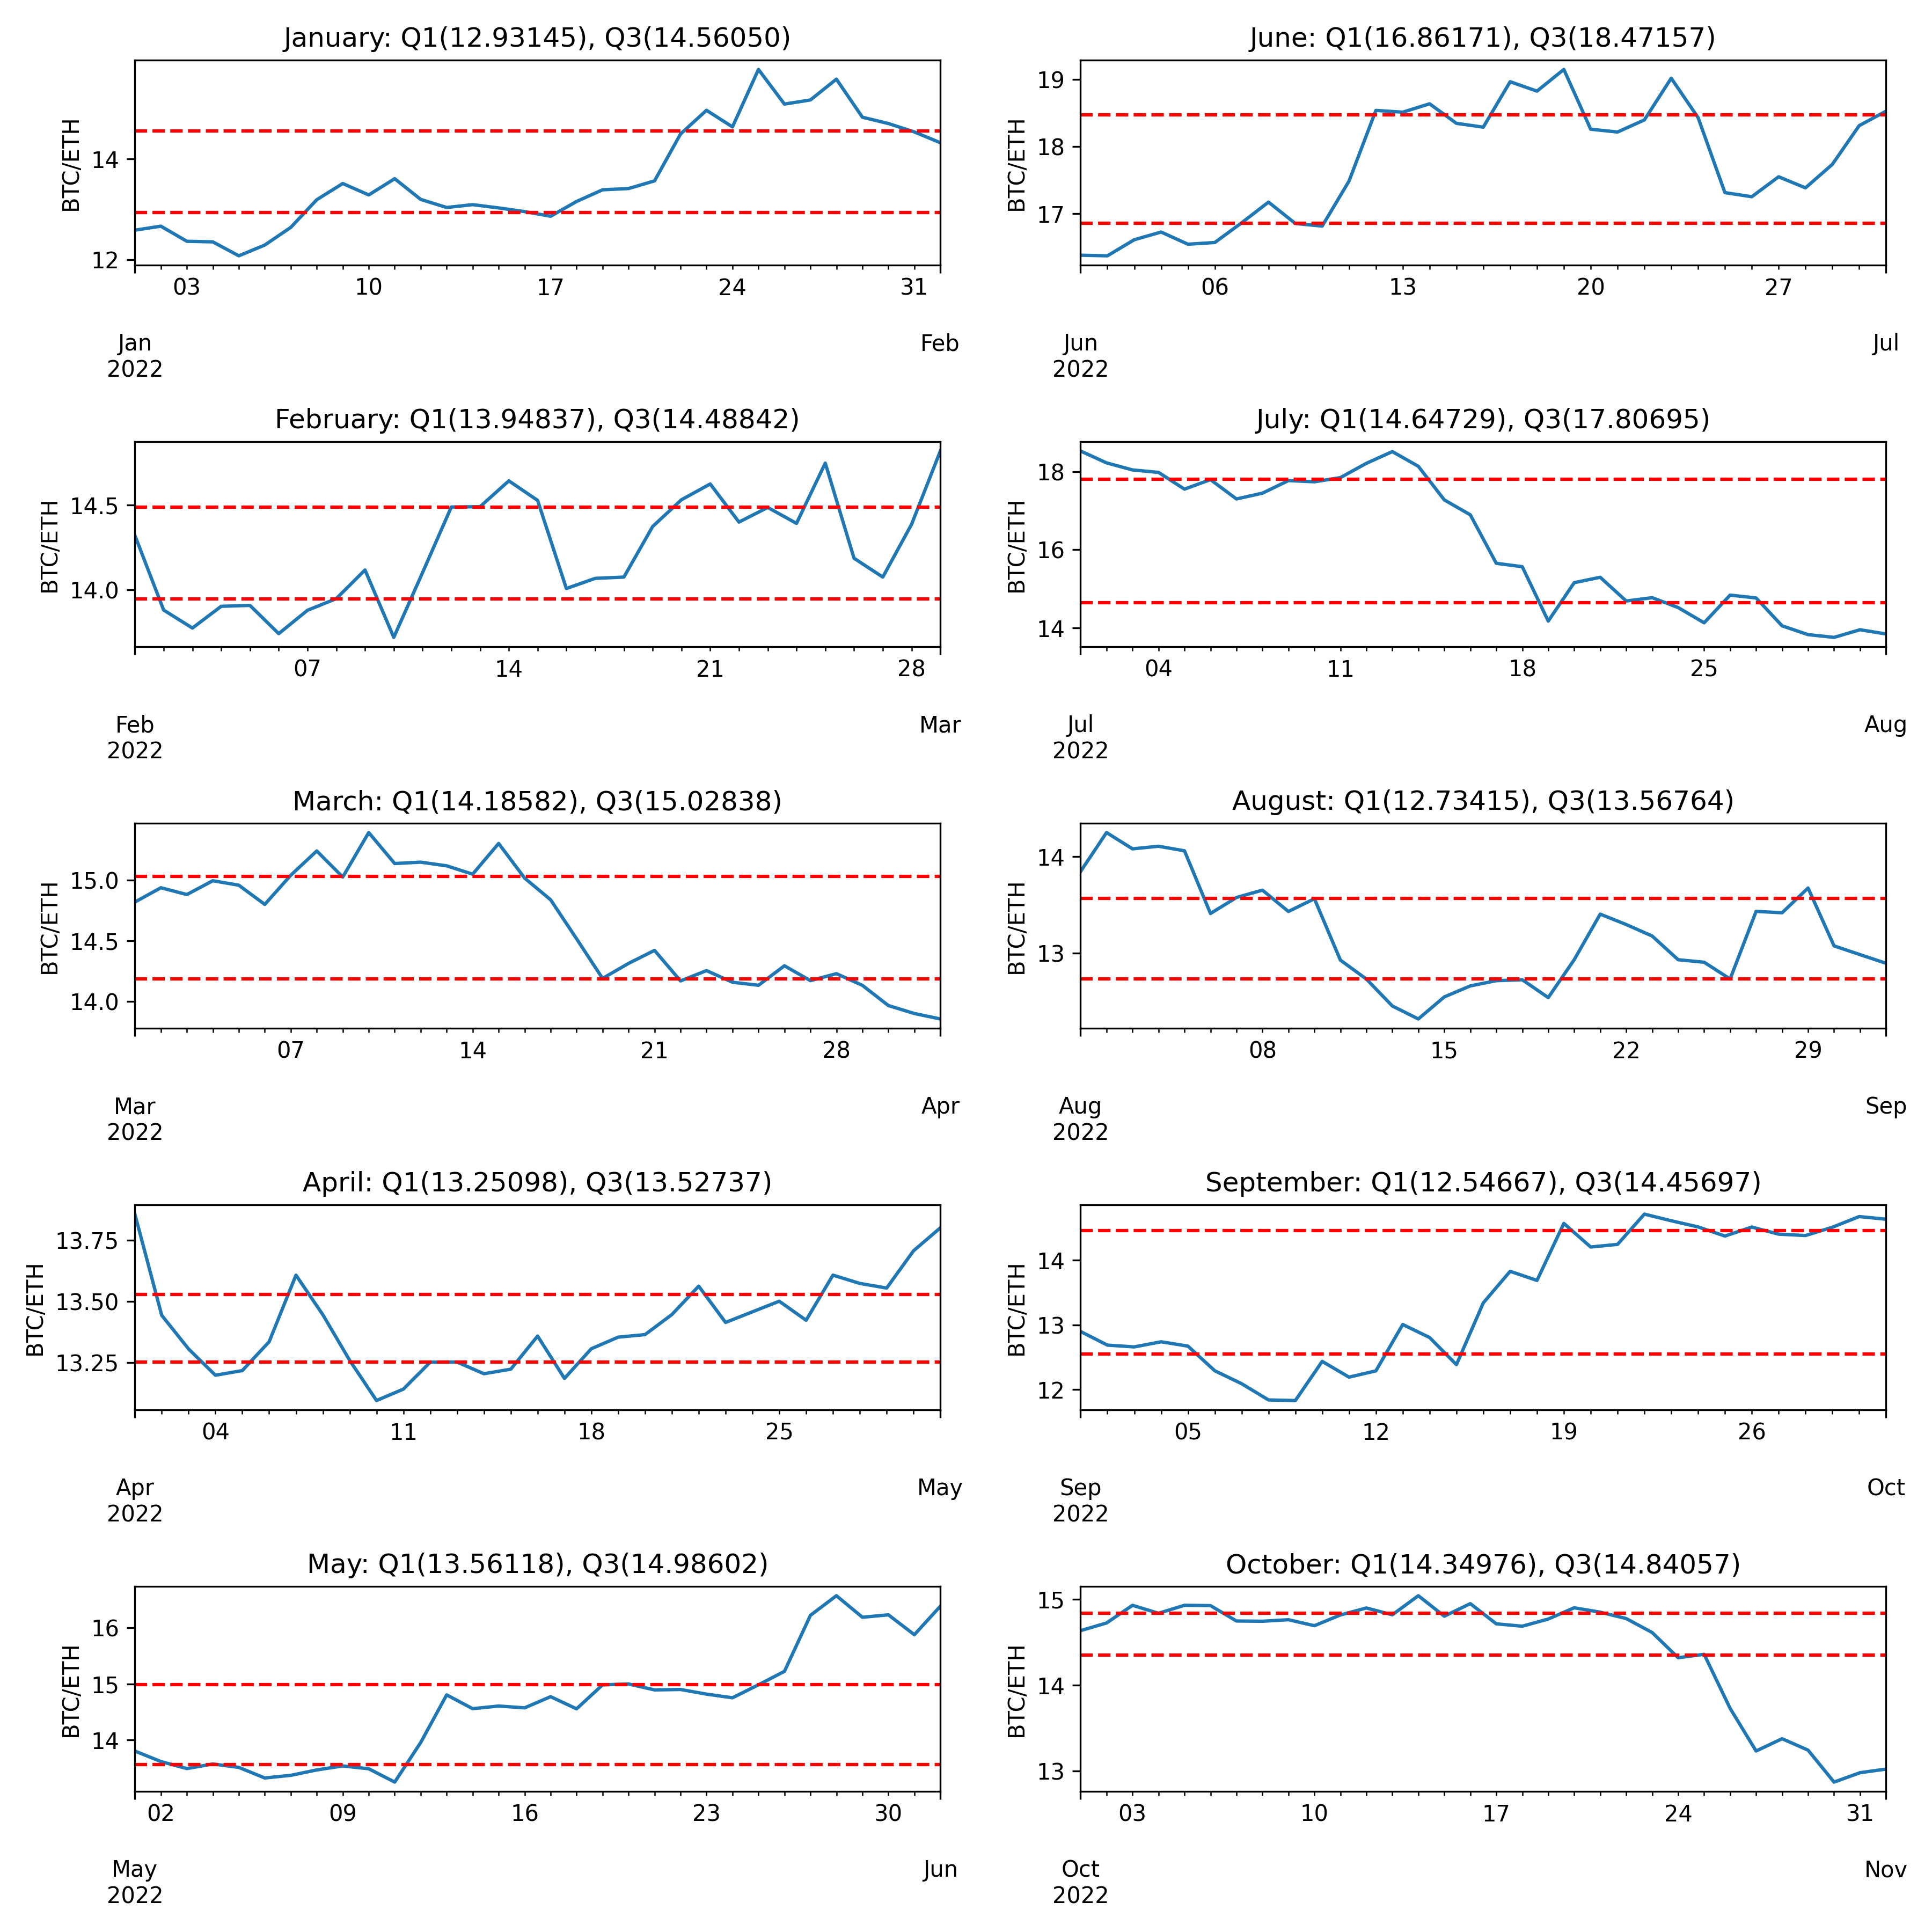 January: Q1(12.93145), Q3(14.56050)
BTC/ETH
14
12
03 10 17 24 31
Jan Feb
2022
February: Q1(13.94837), Q3(14.48842)
BTC/ETH
14.5
14.0
07 14 21 28
Feb Mar
2022
March: Q1(14.18582), Q3(15.02838)
BTC/ETH
15.0
14.5
14.0
07 14 21 28
Mar Apr
2022
April: Q1(13.25098), Q3(13.52737)
BTC/ETH
13.75
13.50
13.25
04 11 18 25
Apr May
2022
May: Q1(13.56118), Q3(14.98602)
BTC/ETH
16
15
14
02 09 16 23 30
May Jun
2022
June: Q1(16.86171), Q3(18.47157)
BTC/ETH
19
18
17
06 13 20 27
Jun Jul
2022
July: Q1(14.64729), Q3(17.80695)
BTC/ETH
18
16
14
04 11 18 25
Jul Aug
2022
August: Q1(12.73415), Q3(13.56764)
BTC/ETH
14
13
08 15 22 29
Aug Sep
2022
September: Q1(12.54667), Q3(14.45697)
BTC/ETH
14
13
12
05 12 19 26
Sep Oct
2022
October: Q1(14.34976), Q3(14.84057)
BTC/ETH
15
14
13
03 10 17 24 31
Oct Nov
2022